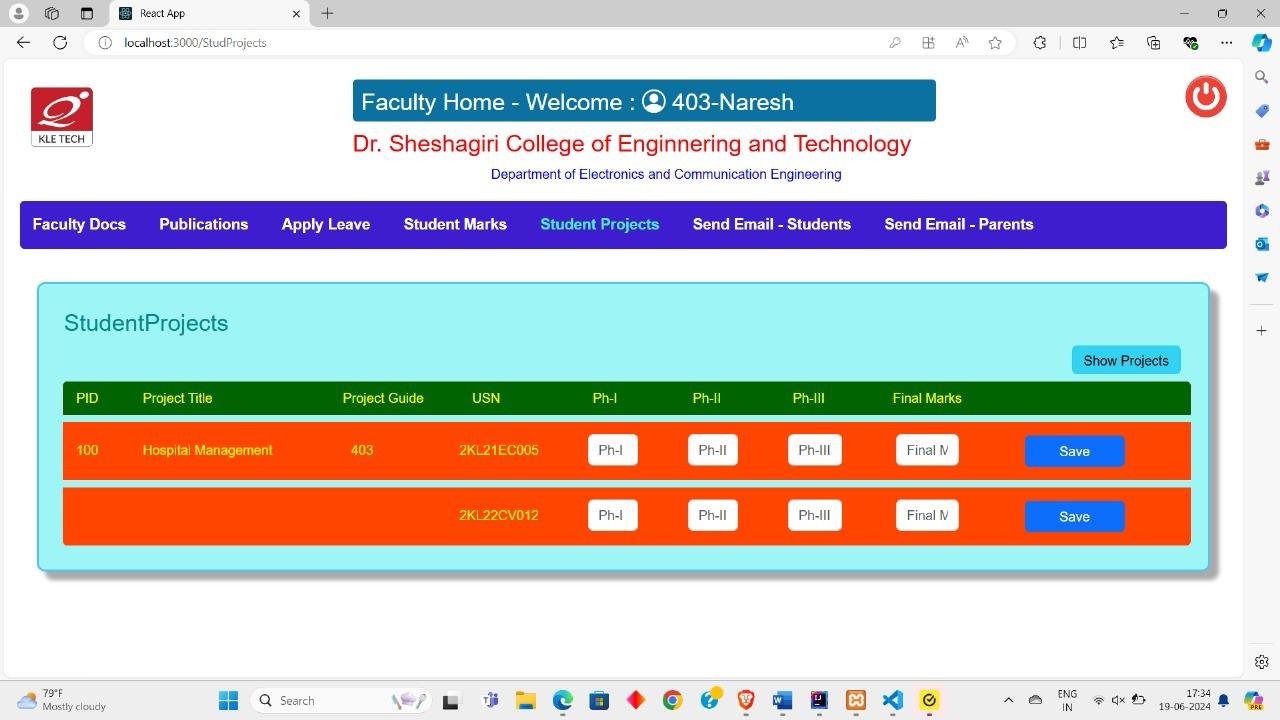 React App
localhost:3000/StudProjects
KLE TECH
Faculty Home - Welcome : 403-Naresh
Dr. Sheshagiri College of Enginnering and Technology
Department of Electronics and Communication Engineering
Faculty Docs Publications Apply Leave Student Marks Student Projects Send Email - Students Send Email - Parents
StudentProjects
Show Projects
PID Project Title Project Guide USN Ph-I Ph-II Ph-III Final Marks
100 Hospital Management 403 2KL21EC005 Ph-I Ph-II Ph-III Final M Save
2KL22CV012 Ph-I Ph-II Ph-III Final M Save
79°F
Mostly cloudy
Search
ENG
IN
17:34
19-06-2024